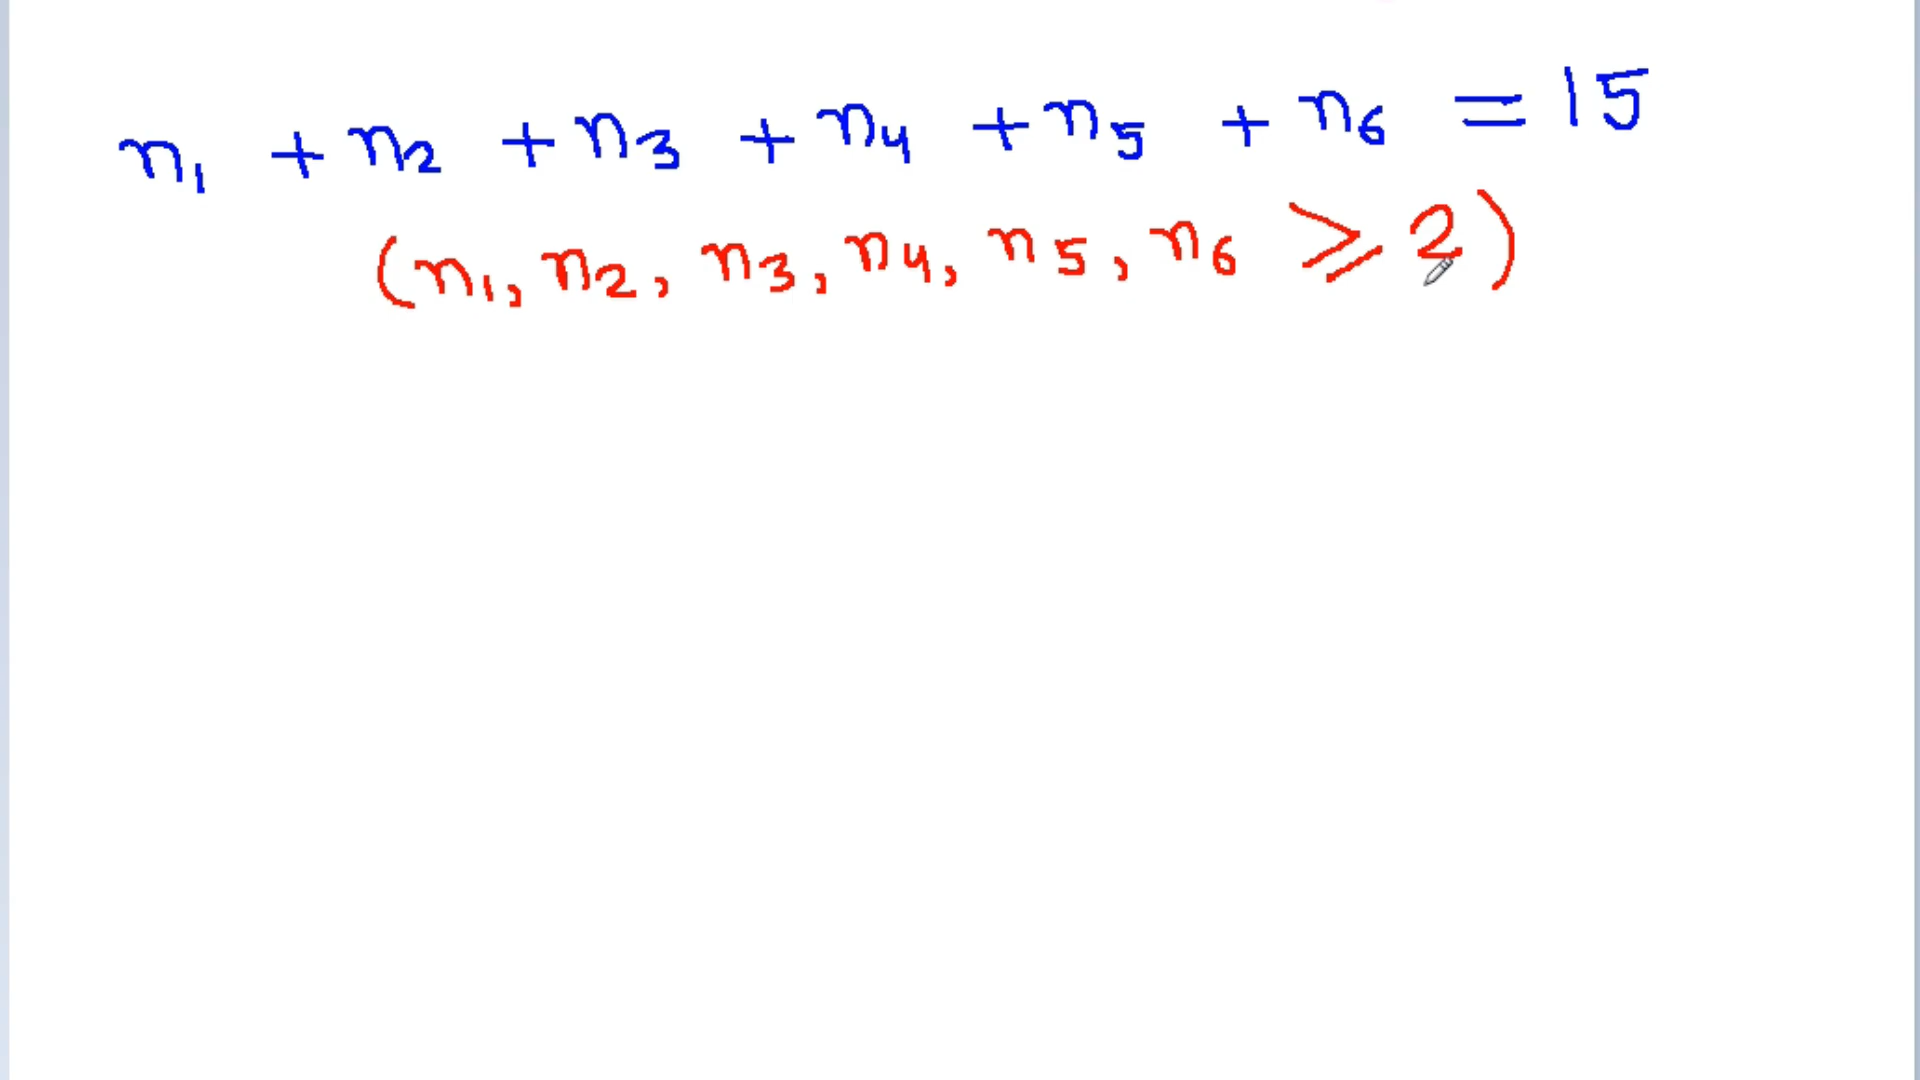 n₁ + n₂ + n₃ + n₄ + n₅ + n₆ = 15
(n₁, n₂, n₃, n₄, n₅, n₆ ⩾ 2)